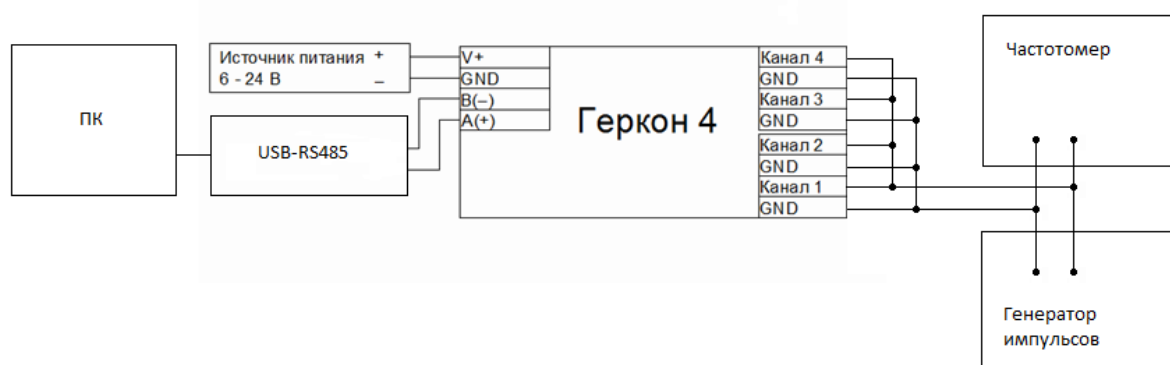 ПК
Источник питания +
6 - 24 В –
USB-RS485
V+
GND
B(–)
A(+)
Геркон 4
Канал 4
GND
Канал 3
GND
Канал 2
GND
Канал 1
GND
Частотомер
Генератор
импульсов